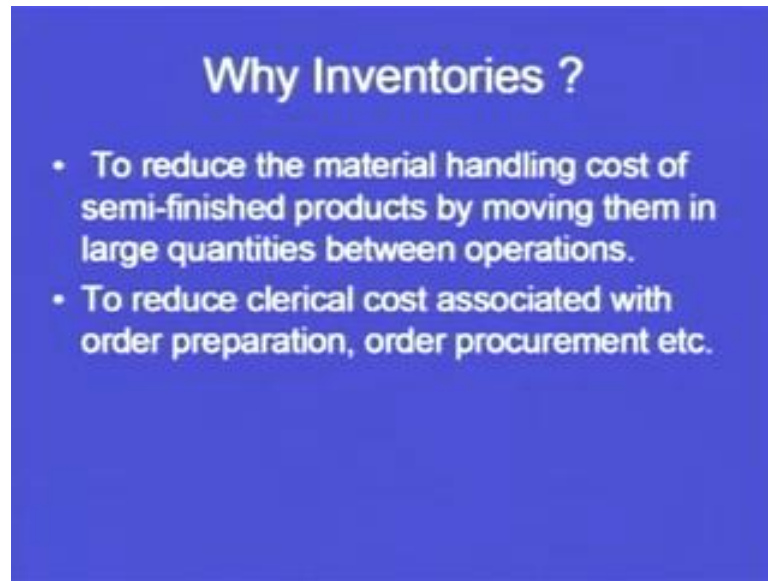 Why Inventories ?
• To reduce the material handling cost of
semi-finished products by moving them in
large quantities between operations.
• To reduce clerical cost associated with
order preparation, order procurement etc.